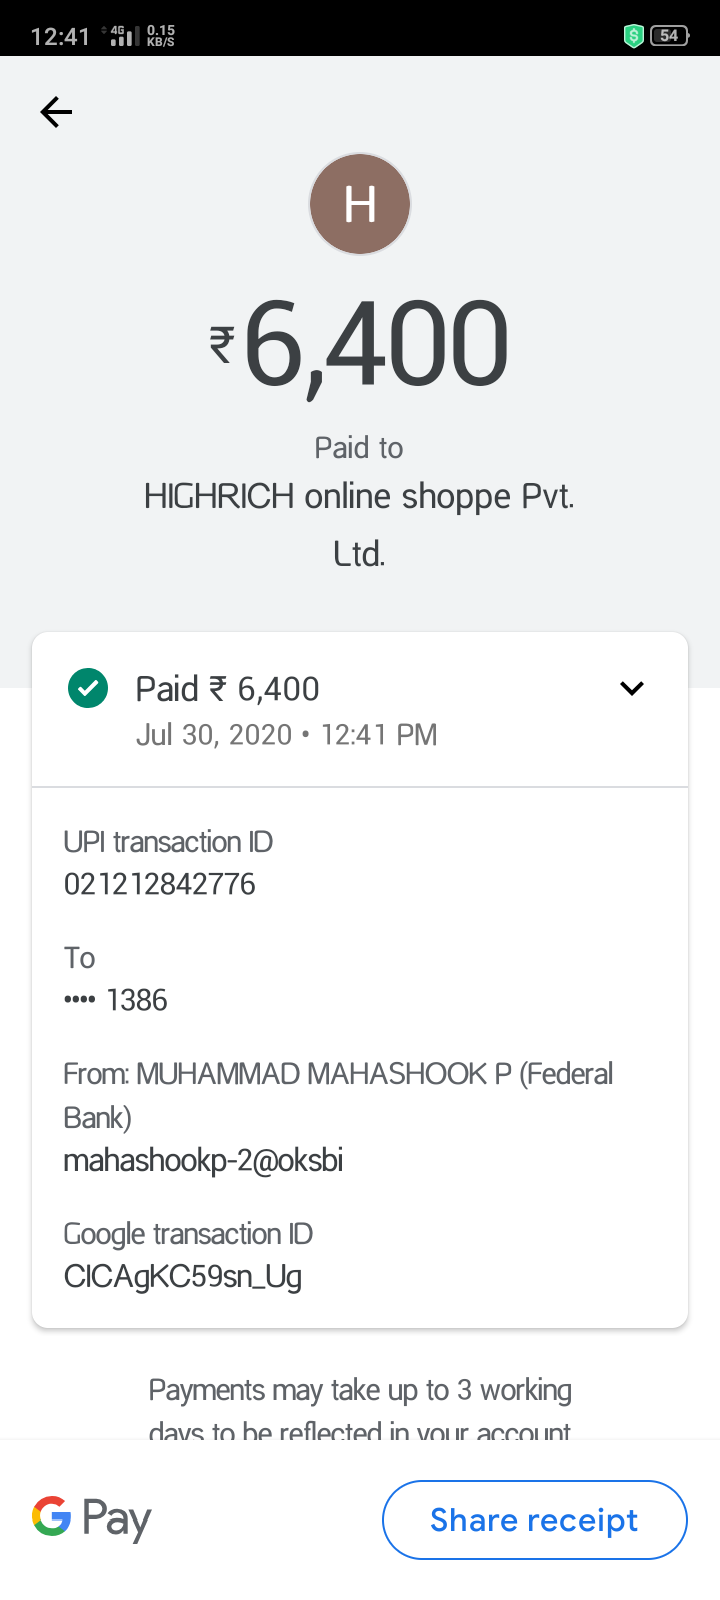 12:41 4G 0.15 KB/S 54
H
₹6,400
Paid to
HIGHRICH online shoppe Pvt.
Ltd.
Paid ₹ 6,400
Jul 30, 2020 • 12:41 PM
UPI transaction ID
021212842776
To
•••• 1386
From: MUHAMMAD MAHASHOOK P (Federal
Bank)
mahashookp-2@oksbi
Google transaction ID
CICAgKC59sn_Ug
Payments may take up to 3 working
days to be reflected in your account
G Pay
Share receipt